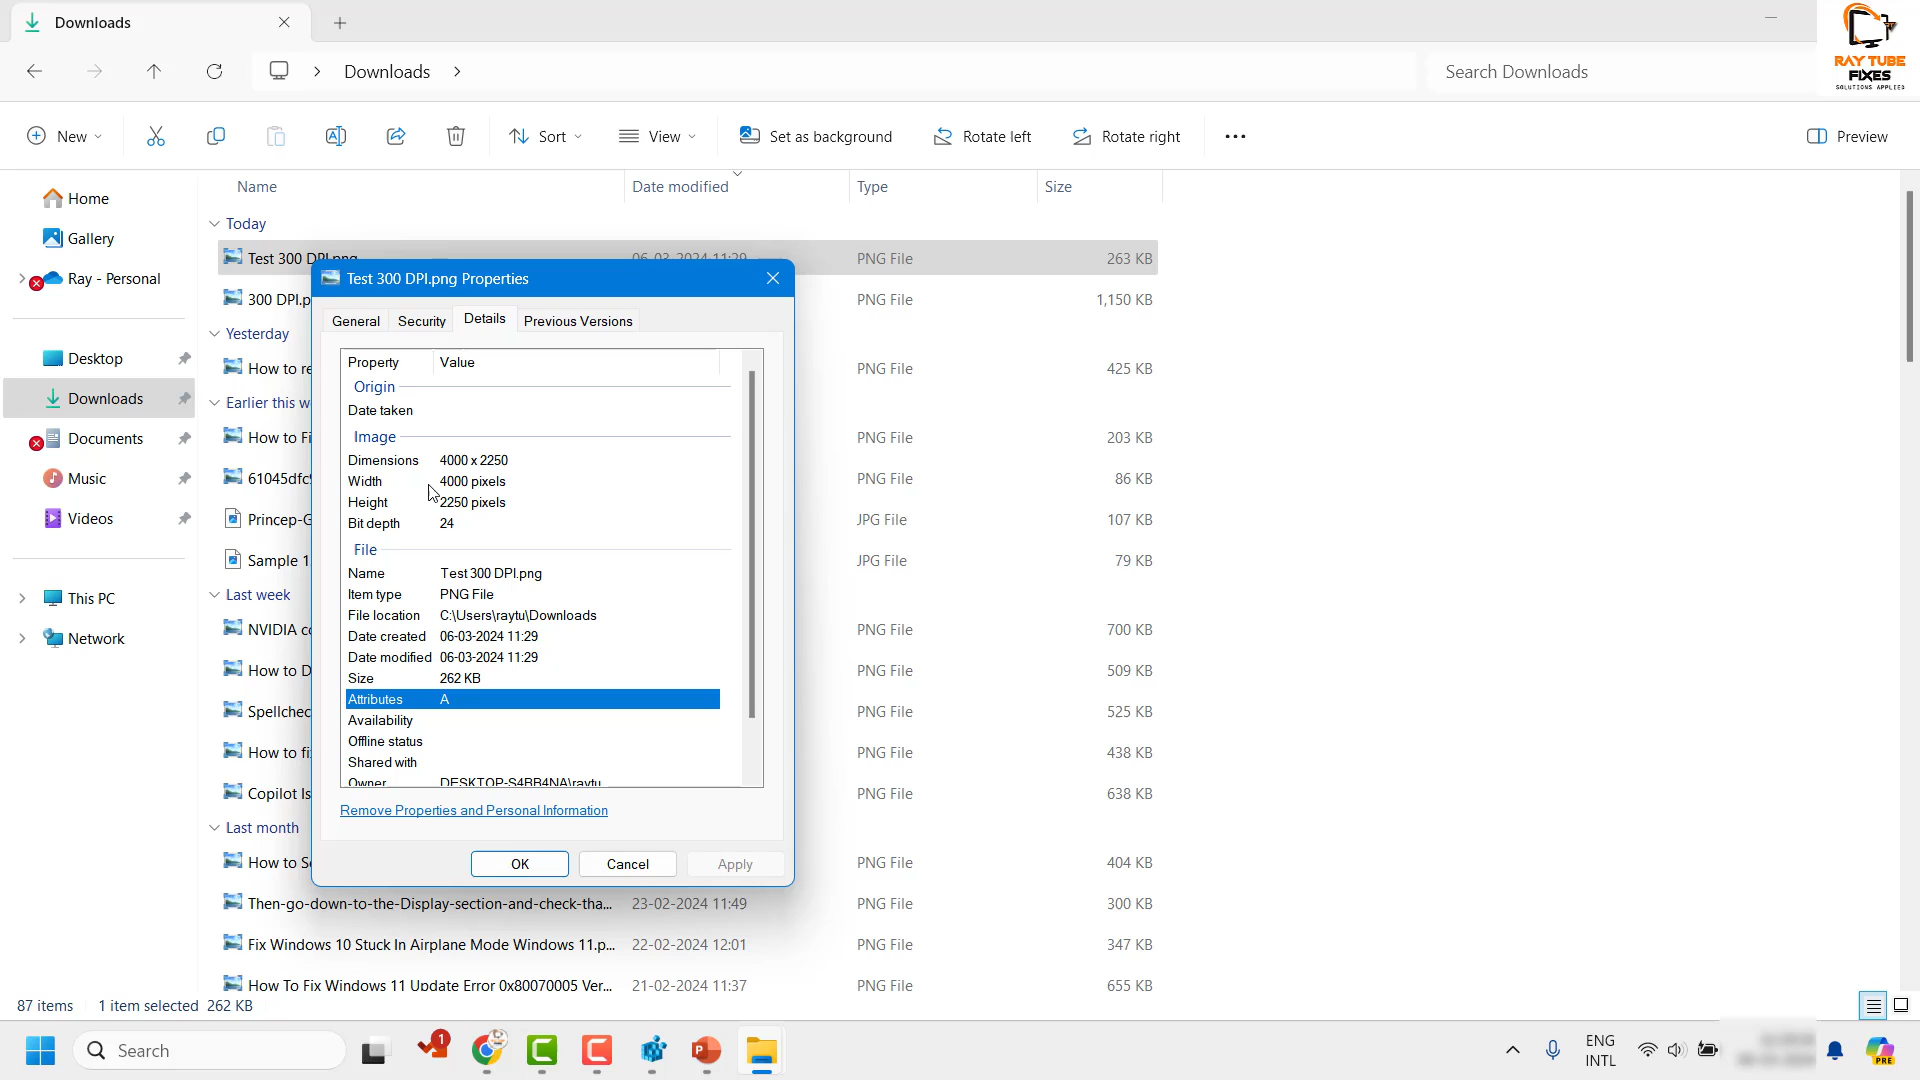 Downloads
RAY TUBE
FIXES
SOLUTIONS APPLIED
Downloads
Search Downloads
New
Sort
View
Set as background
Rotate left
Rotate right
Preview
Name Date modified Type Size
Home
Gallery
Ray - Personal
Desktop
Downloads
Documents
Music
Videos
This PC
Network
Today
Test 300 DPI.png 06-03-2024 11:29 PNG File 263 KB
300 DPI.p PNG File 1,150 KB
Yesterday
How to re PNG File 425 KB
Earlier this w
How to Fi PNG File 203 KB
61045dfc9 PNG File 86 KB
Princep-G JPG File 107 KB
Sample 1 JPG File 79 KB
Last week
NVIDIA co PNG File 700 KB
How to D PNG File 509 KB
Spellchec PNG File 525 KB
How to fi PNG File 438 KB
Copilot Is PNG File 638 KB
Last month
How to S PNG File 404 KB
Then-go-down-to-the-Display-section-and-check-tha... 23-02-2024 11:49 PNG File 300 KB
Fix Windows 10 Stuck In Airplane Mode Windows 11.p... 22-02-2024 12:01 PNG File 347 KB
How To Fix Windows 11 Update Error 0x80070005 Ver... 21-02-2024 11:37 PNG File 655 KB
Test 300 DPI.png Properties
General Security Details Previous Versions
Property Value
Origin
Date taken
Image
Dimensions 4000 x 2250
Width 4000 pixels
Height 2250 pixels
Bit depth 24
File
Name Test 300 DPI.png
Item type PNG File
File location C:\Users\raytu\Downloads
Date created 06-03-2024 11:29
Date modified 06-03-2024 11:29
Size 262 KB
Attributes A
Availability
Offline status
Shared with
Owner DESKTOP-S4BB4NA\raytu
Remove Properties and Personal Information
OK Cancel Apply
87 items 1 item selected 262 KB
Search
1
ENG
INTL
PRE